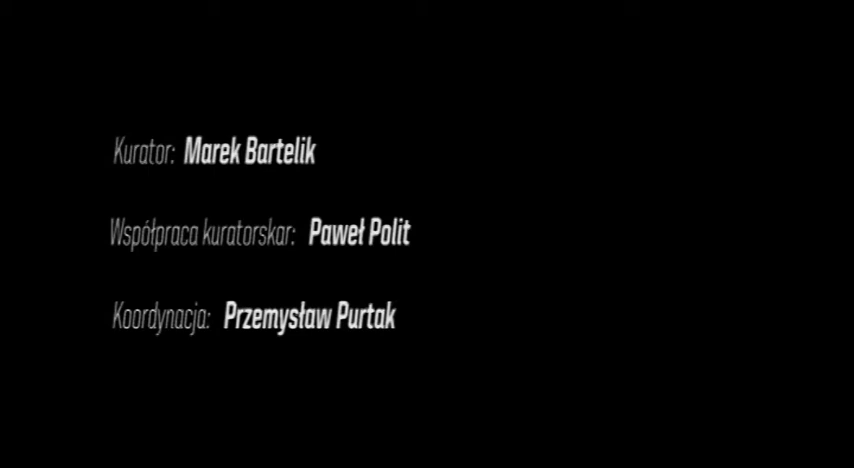 Kurator: Marek Bartelik
Współpraca kuratorskar: Paweł Polit
Koordynacja: Przemysław Purtak